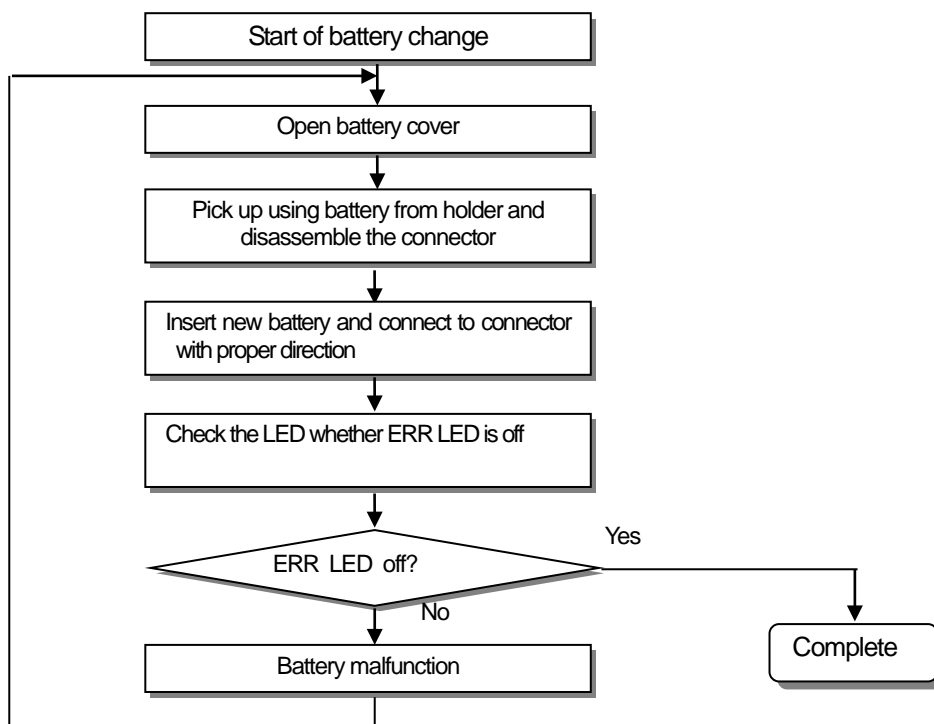 Start of battery change
Open battery cover
Pick up using battery from holder and
disassemble the connector
Insert new battery and connect to connector
with proper direction
Check the LED whether ERR LED is off
ERR LED off?
Yes
No
Complete
Battery malfunction